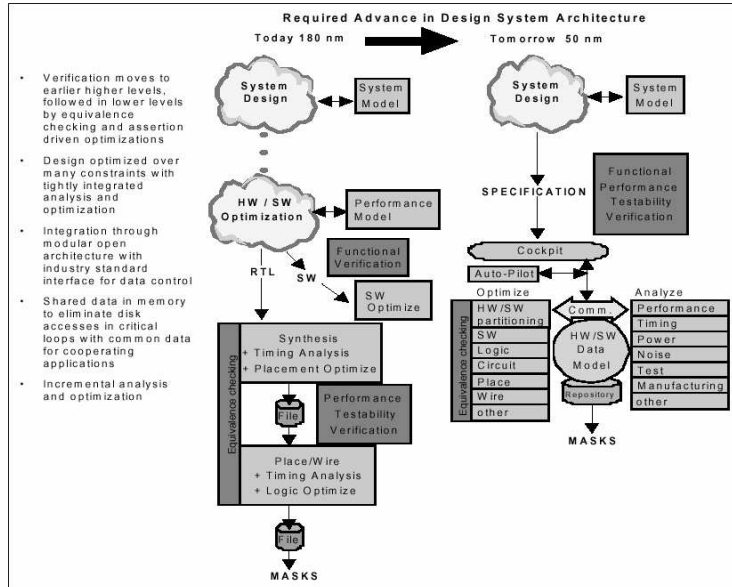 Required Advance in Design System Architecture
Today 180 nm
Tomorrow 50 nm
• Verification moves to
earlier higher levels,
followed in lower levels
by equivalence
checking and assertion
driven optimizations
• Design optimized over
many constraints with
tightly integrated
analysis and
optimization
• Integration through
modular open
architecture with
industry standard
interface for data control
• Shared data in memory
to eliminate disk
accesses in critical
loops with common data
for cooperating
applications
• Incremental analysis
and optimization
System
Design
System
Model
HW / SW
Optimization
Performance
Model
RTL
SW
Functional
Verification
SW
Optimize
Equivalence checking
Synthesis
+ Timing Analysis
+ Placement Optimize
File
Performance
Testability
Verification
Place/Wire
+ Timing Analysis
+ Logic Optimize
File
MASKS
System
Design
System
Model
SPECIFICATION
Functional
Performance
Testability
Verification
Cockpit
Auto-Pilot
Optimize
Comm.
Analyze
Equivalence checking
HW/SW
partitioning
SW
Logic
Circuit
Place
Wire
other
HW/SW
Data
Model
Repository
Performance
Timing
Power
Noise
Test
Manufacturing
other
MASKS